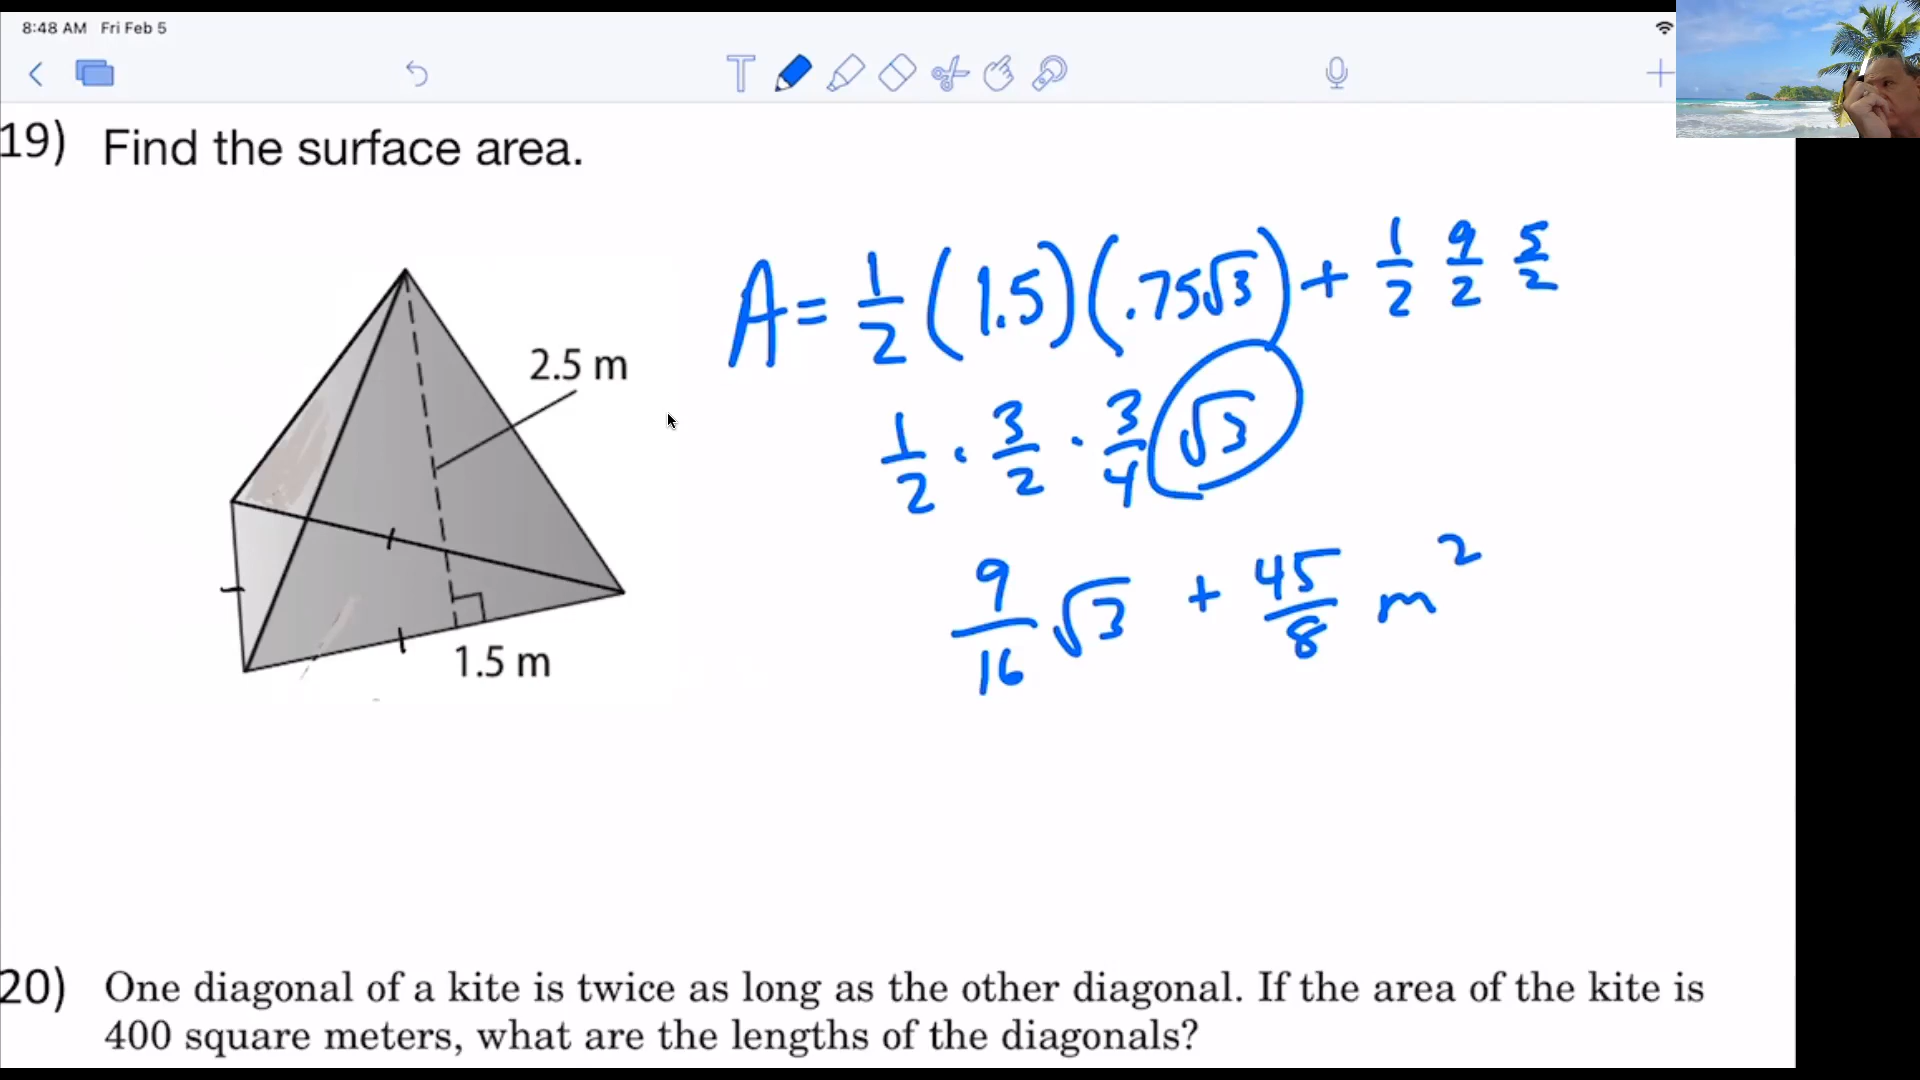 8:48 AM Fri Feb 5
T
19) Find the surface area.
A = 1/2 (1.5)(.75√3) + 1/2 9/2 5/2
2.5 m
1/2 · 3/2 · 3/4 √3
9/16 √3 + 45/8 m²
1.5 m
20) One diagonal of a kite is twice as long as the other diagonal. If the area of the kite is
400 square meters, what are the lengths of the diagonals?